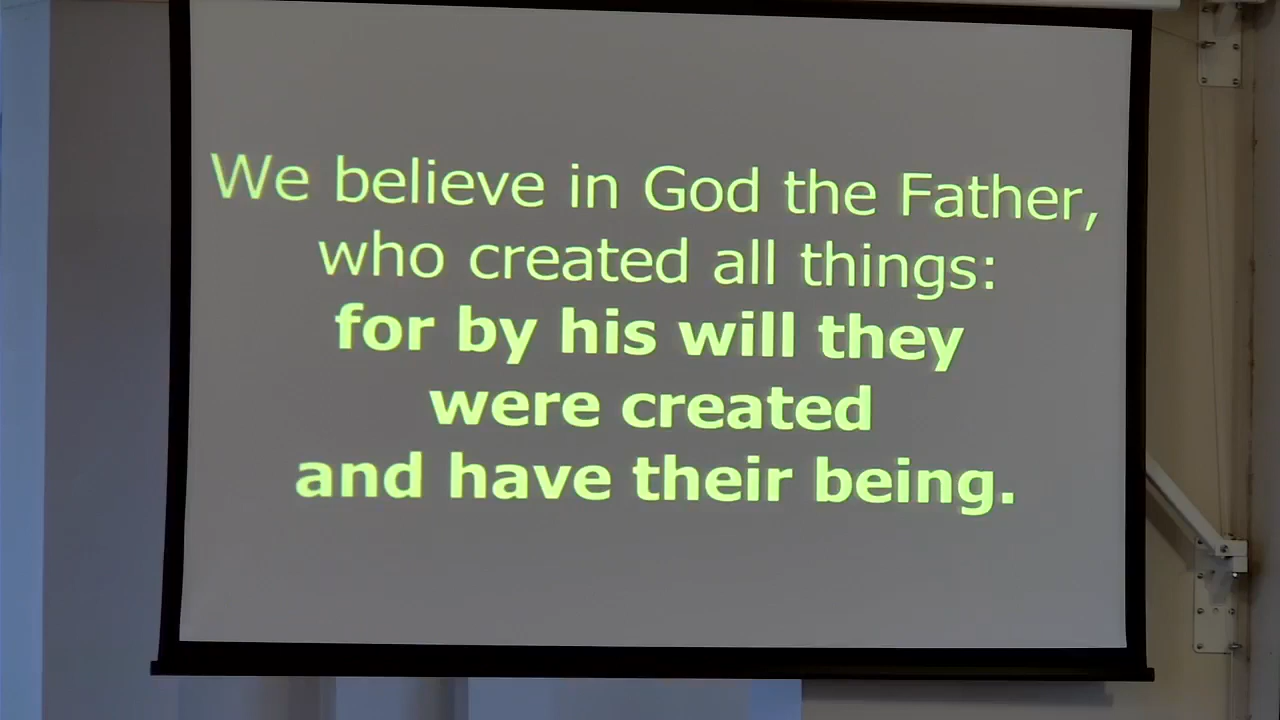 We believe in God the Father,
who created all things:
for by his will they
were created
and have their being.